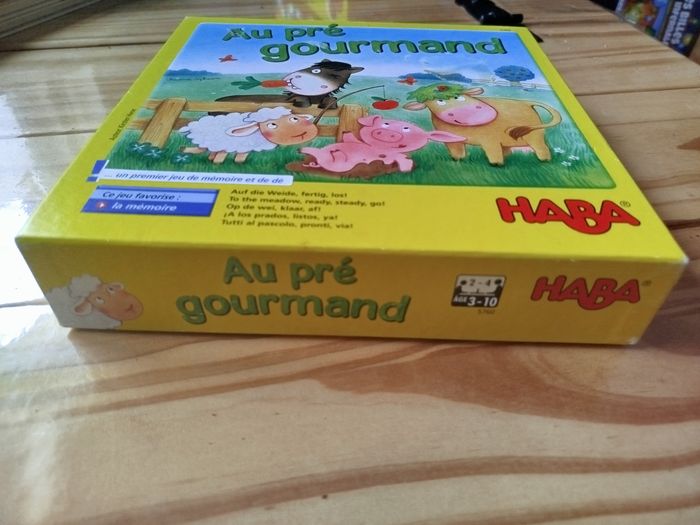 Au pré
gourmand
... un premier jeu de mémoire et de dé
Ce jeu favorise :
la mémoire
Auf die Weide, fertig, los!
To the meadow, ready, steady, go!
Op de wei, klaar, af!
¡A los prados, listos, ya!
Tutti al pascolo, pronti, via!
HABA®
Au pré
gourmand
2-4
ÂGE 3-10
5760
HABA®